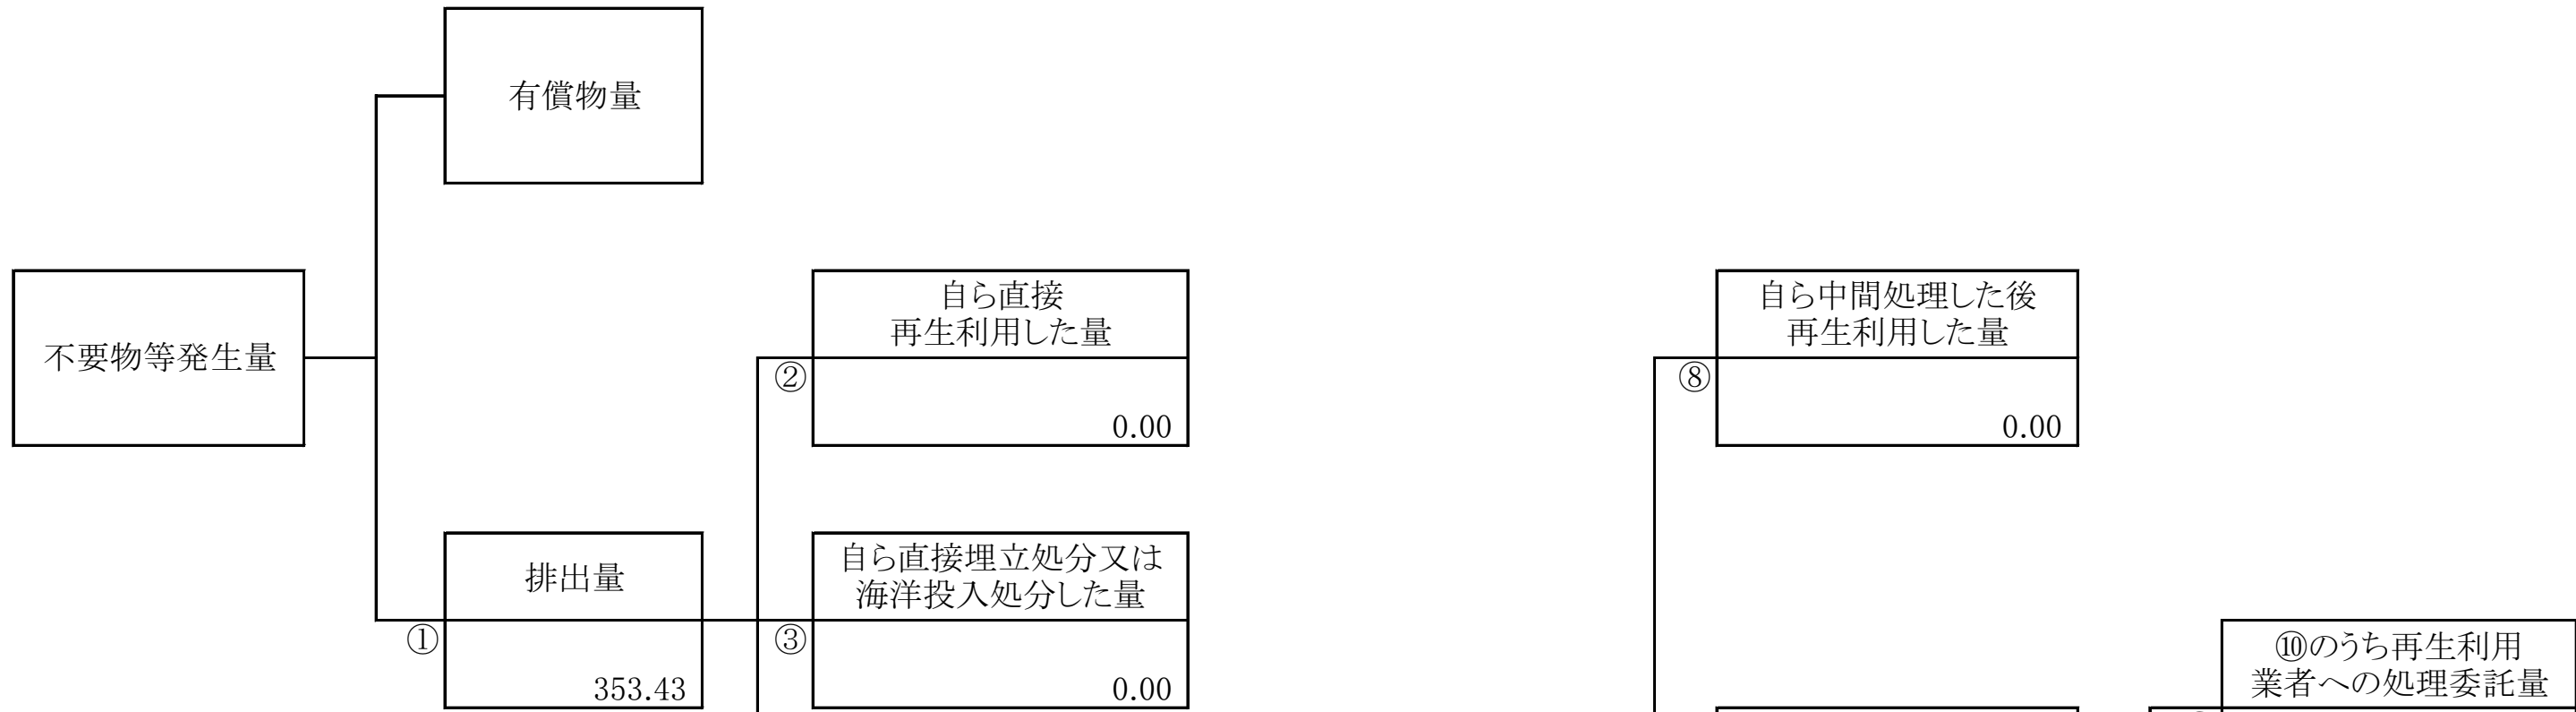 有償物量
不要物等発生量
自ら直接
再生利用した量
②
0.00
自ら中間処理した後
再生利用した量
⑧
0.00
排出量
①
353.43
自ら直接埋立処分又は
海洋投入処分した量
③
0.00
⑩のうち再生利用
業者への処理委託量